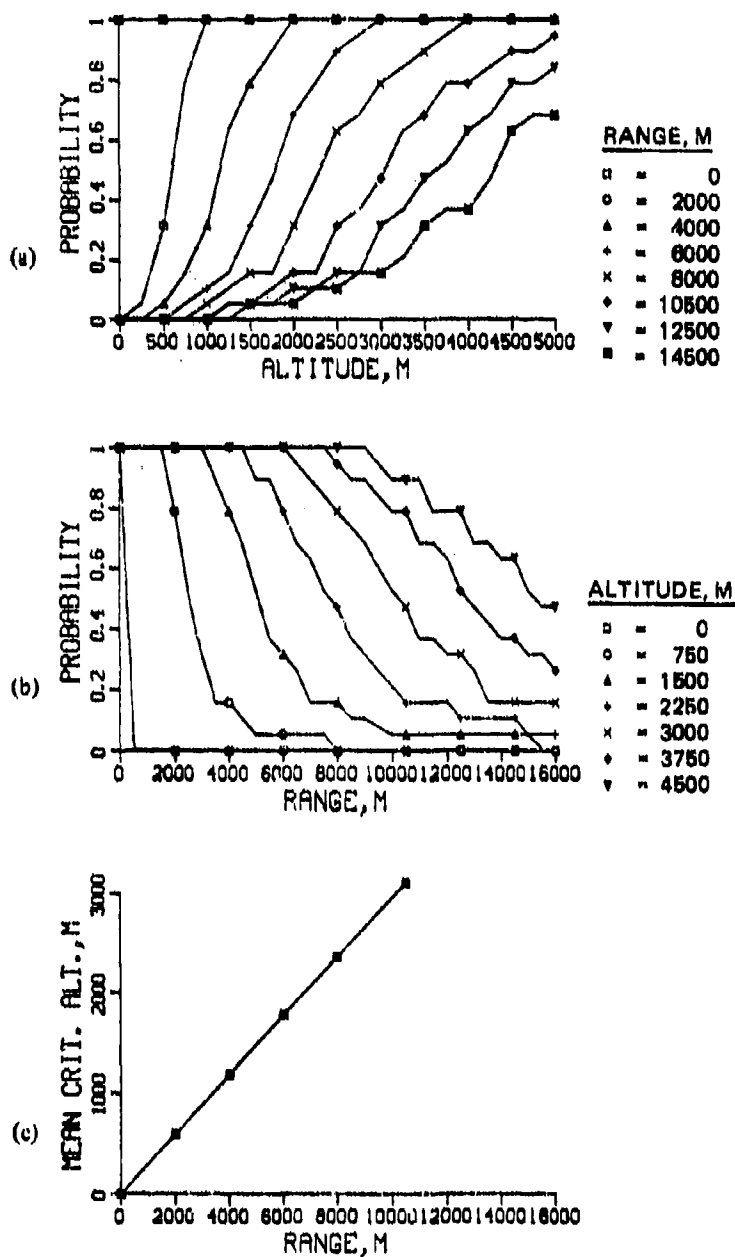 (a)
PROBABILITY
0 0.2 0.4 0.6 0.8 1
0 500 1000 1500 2000 2500 3000 3500 4000 4500 5000
ALTITUDE, M
RANGE, M
= 0
= 2000
= 4000
= 6000
= 8000
= 10500
= 12500
= 14500
(b)
PROBABILITY
0 0.2 0.4 0.6 0.8 1
0 2000 4000 6000 8000 10000 12000 14000 16000
RANGE, M
ALTITUDE, M
= 0
= 750
= 1500
= 2250
= 3000
= 3750
= 4500
(c)
MEAN CRIT. ALT., M
0 1000 2000 3000
0 2000 4000 6000 8000 10000 12000 14000 16000
RANGE, M